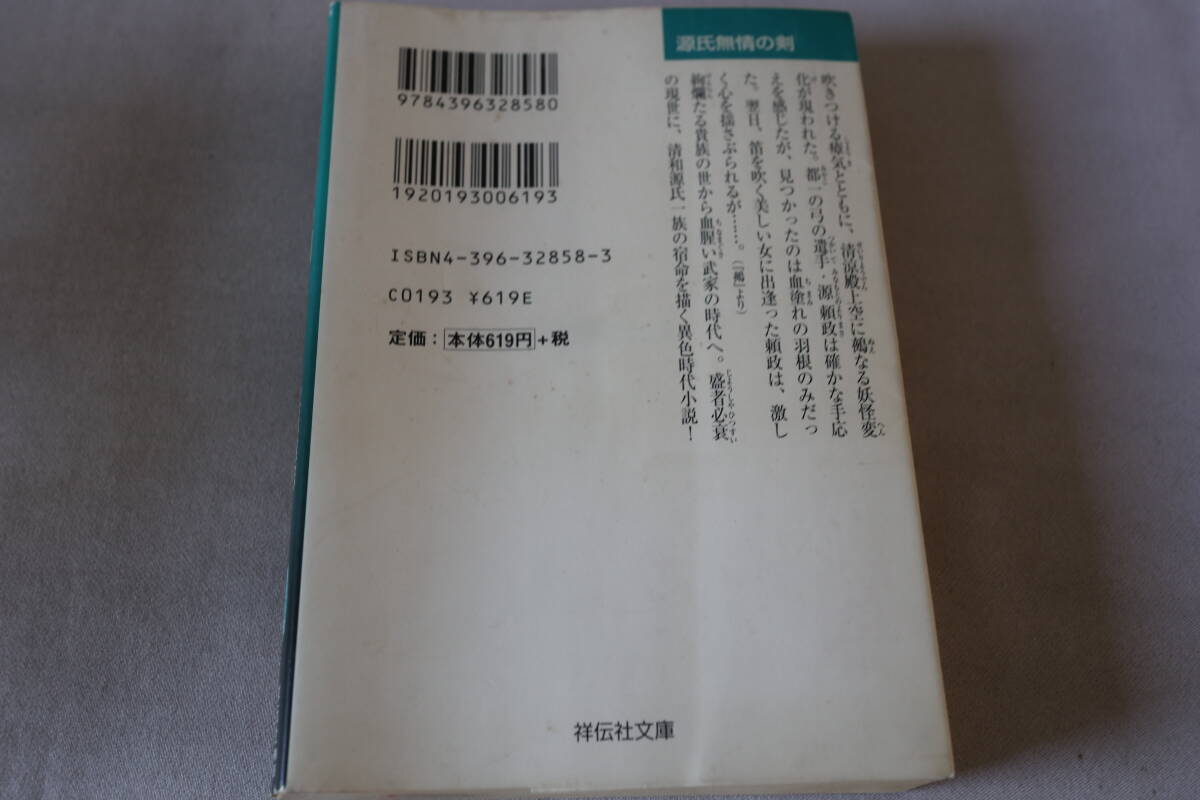 源氏無情の剣
吹きつける瘴気とともに、清涼殿上空に鵺なる妖怪変
化が現われた。都一の弓の遣手・源頼政は確かな手応
えを感じたが、見つかったのは血塗れの羽根のみだっ
た。翌日、笛を吹く美しい女に出逢った頼政は、激し
く心を揺さぶられるが……。(『鵺』より)
絢爛たる貴族の世から血腥い武家の時代へ。盛者必衰
の現世に、清和源氏一族の宿命を描く異色時代小説！
9784396328580
1920193006193
ISBN4-396-32858-3
C0193 ¥619E
定価：本体619円+税
祥伝社文庫